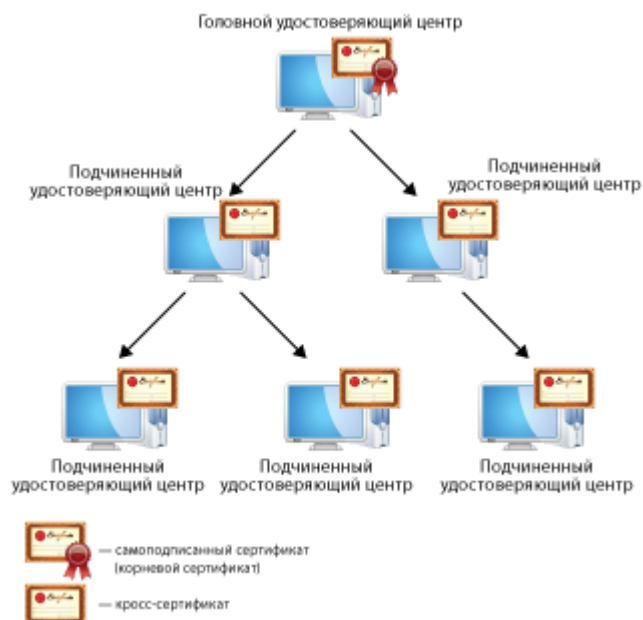 Головной удостоверяющий центр
Подчиненный
удостоверяющий центр
Подчиненный
удостоверяющий центр
Подчиненный
удостоверяющий центр
Подчиненный
удостоверяющий центр
Подчиненный
удостоверяющий центр
— самоподписанный сертификат
(корневой сертификат)
— кросс-сертификат